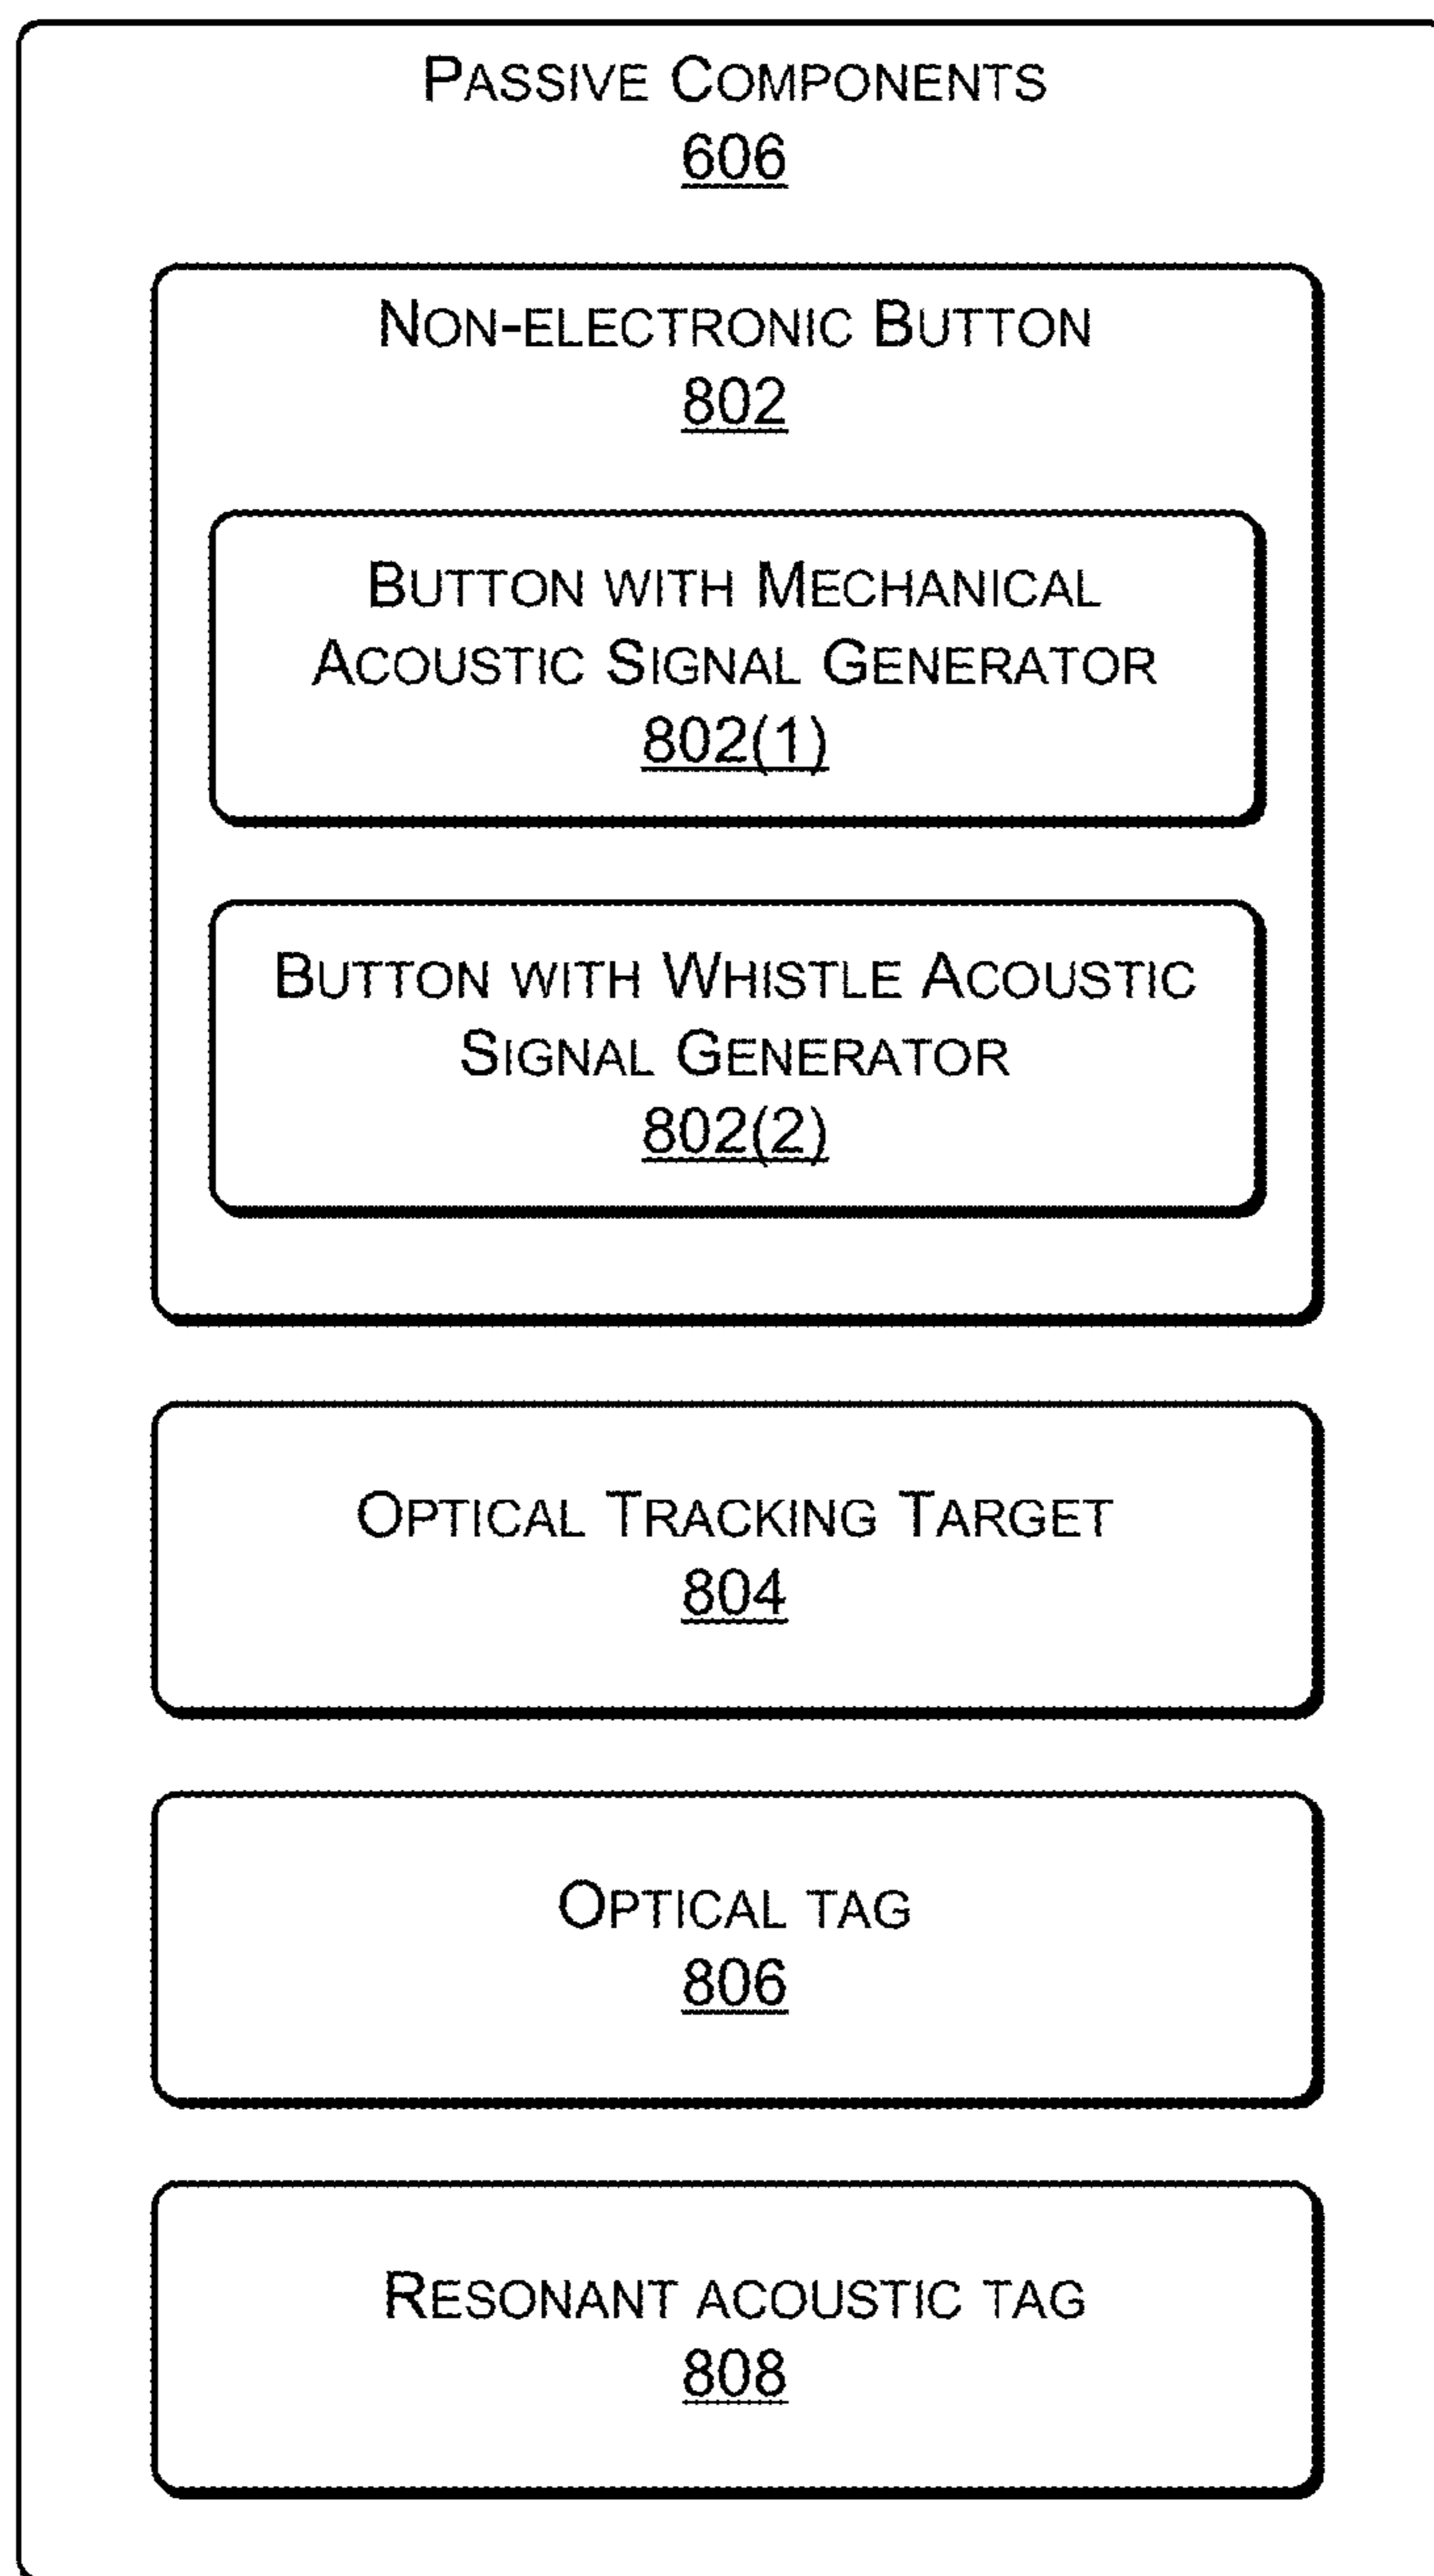 PASSIVE COMPONENTS
606
NON-ELECTRONIC BUTTON
802
BUTTON WITH MECHANICAL
ACOUSTIC SIGNAL GENERATOR
802(1)
BUTTON WITH WHISTLE ACOUSTIC
SIGNAL GENERATOR
802(2)
OPTICAL TRACKING TARGET
804
OPTICAL TAG
806
RESONANT ACOUSTIC TAG
808